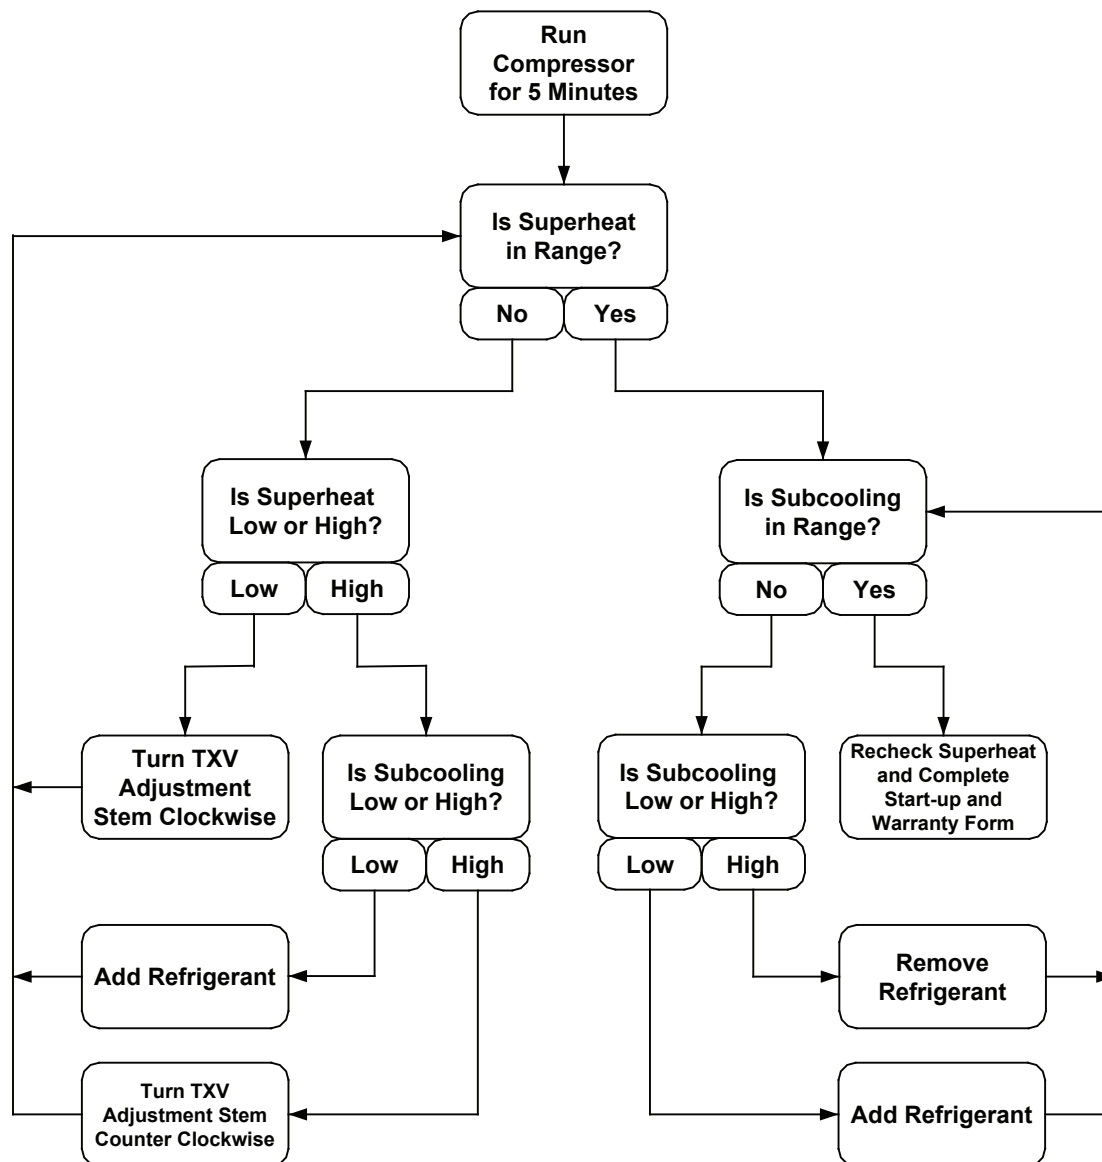 Run
Compressor
for 5 Minutes
Is Superheat
in Range?
No
Yes
Is Superheat
Low or High?
Low
High
Is Subcooling
in Range?
No
Yes
Turn TXV
Adjustment
Stem Clockwise
Is Subcooling
Low or High?
Low
High
Is Subcooling
Low or High?
Low
High
Recheck Superheat
and Complete
Start-up and
Warranty Form
Add Refrigerant
Remove
Refrigerant
Turn TXV
Adjustment Stem
Counter Clockwise
Add Refrigerant